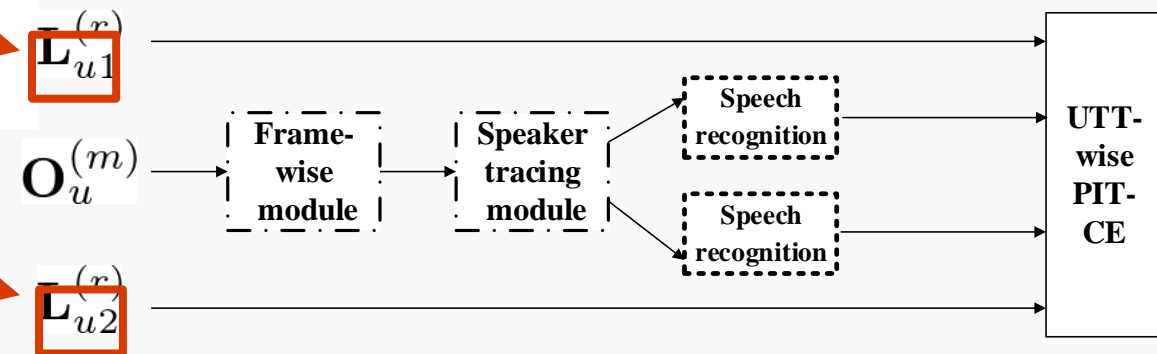 L_{u1}^{(r)}
Speech
recognition
O_u^{(m)}
Frame-
wise
module
Speaker
tracing
module
Speech
recognition
L_{u2}^{(r)}
UTT-
wise
PIT-
CE